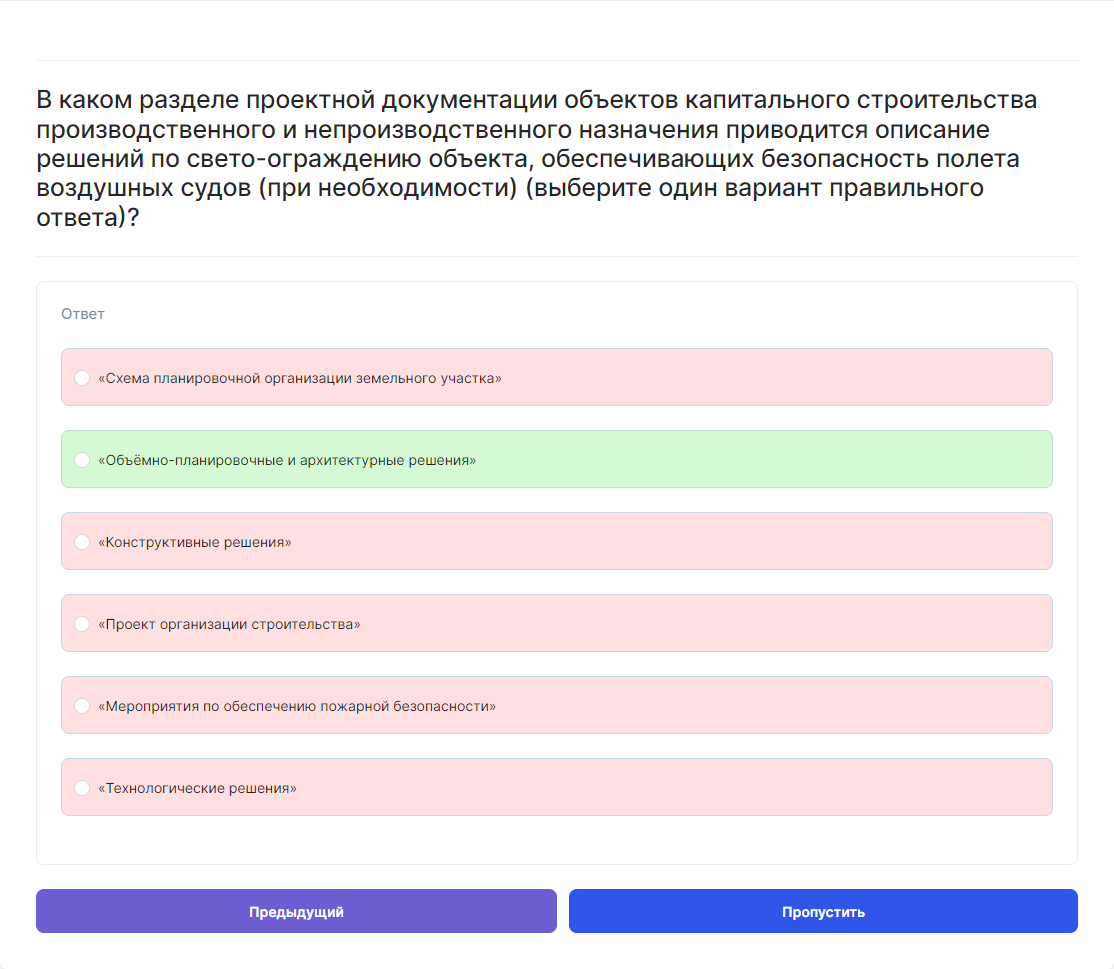 В каком разделе проектной документации объектов капитального строительства
производственного и непроизводственного назначения приводится описание
решений по свето-ограждению объекта, обеспечивающих безопасность полета
воздушных судов (при необходимости) (выберите один вариант правильного
ответа)?
Ответ
«Схема планировочной организации земельного участка»
«Объёмно-планировочные и архитектурные решения»
«Конструктивные решения»
«Проект организации строительства»
«Мероприятия по обеспечению пожарной безопасности»
«Технологические решения»
Предыдущий
Пропустить